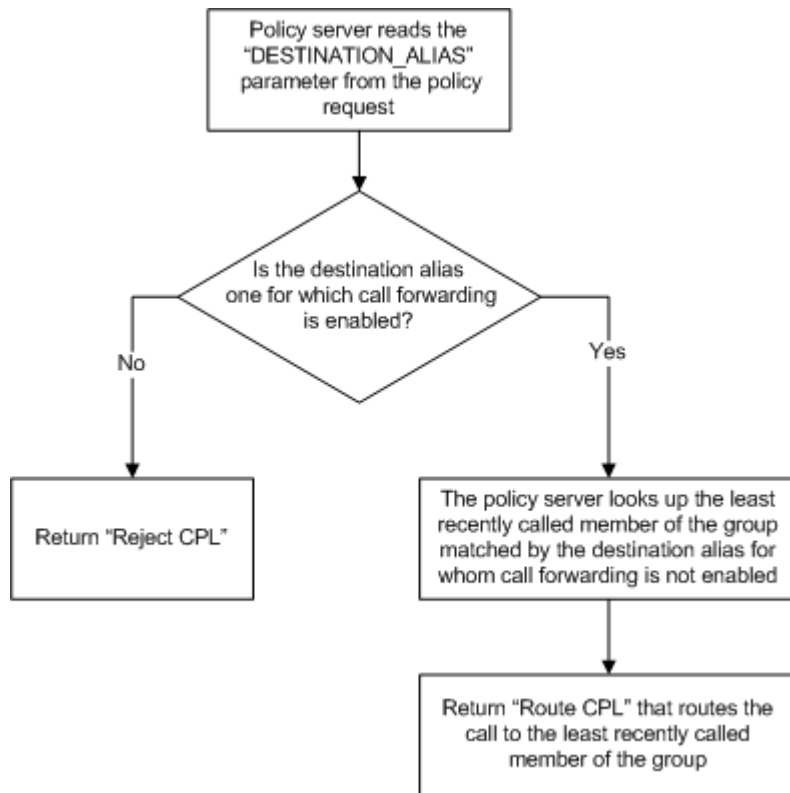 Policy server reads the
“DESTINATION_ALIAS”
parameter from the policy
request
Is the destination alias
one for which call forwarding
is enabled?
No
Yes
Return “Reject CPL”
The policy server looks up the least
recently called member of the group
matched by the destination alias for
whom call forwarding is not enabled
Return “Route CPL” that routes the
call to the least recently called
member of the group